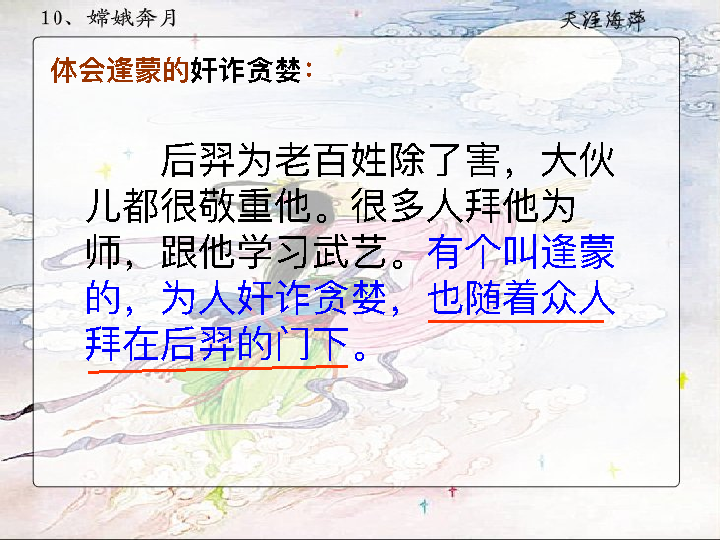 10、嫦娥奔月
天涯海萍
体会逢蒙的奸诈贪婪：
后羿为老百姓除了害，大伙
儿都很敬重他。很多人拜他为
师，跟他学习武艺。有个叫逢蒙
的，为人奸诈贪婪，也随着众人
拜在后羿的门下。